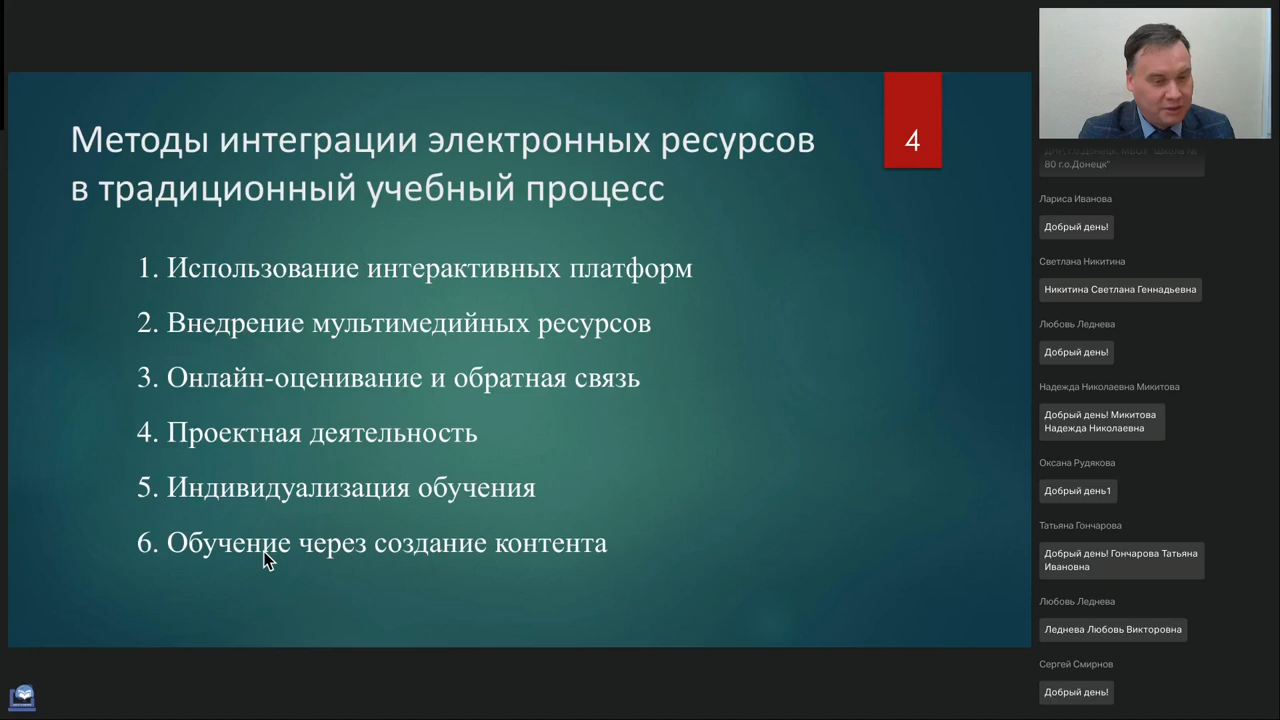 Методы интеграции электронных ресурсов
в традиционный учебный процесс
4
1. Использование интерактивных платформ
2. Внедрение мультимедийных ресурсов
3. Онлайн-оценивание и обратная связь
4. Проектная деятельность
5. Индивидуализация обучения
6. Обучение через создание контента
80 г.о.Донецк"
Лариса Иванова
Добрый день!
Светлана Никитина
Никитина Светлана Геннадьевна
Любовь Леднева
Добрый день!
Надежда Николаевна Микитова
Добрый день! Микитова
Надежда Николаевна
Оксана Рудякова
Добрый день1
Татьяна Гончарова
Добрый день! Гончарова Татьяна
Ивановна
Любовь Леднева
Леднева Любовь Викторовна
Сергей Смирнов
Добрый день!